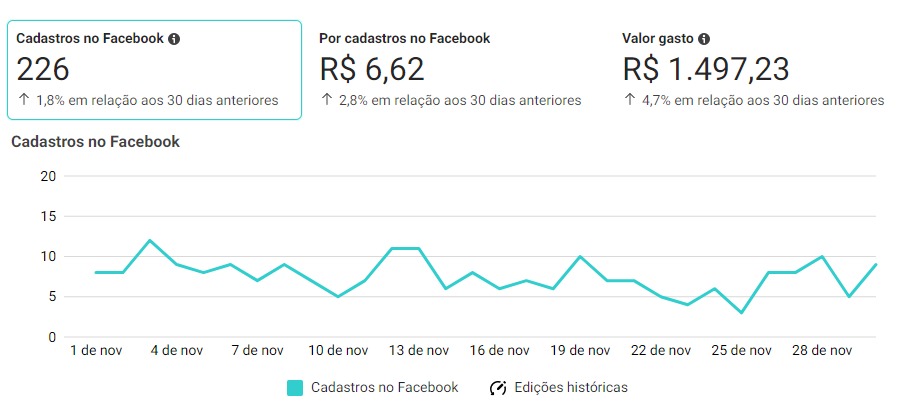 Cadastros no Facebook
Por cadastros no Facebook
Valor gasto
226
R$ 6,62
R$ 1.497,23
↑ 1,8% em relação aos 30 dias anteriores
↑ 2,8% em relação aos 30 dias anteriores
↑ 4,7% em relação aos 30 dias anteriores
Cadastros no Facebook
20
15
10
5
0
1 de nov 4 de nov 7 de nov 10 de nov 13 de nov 16 de nov 19 de nov 22 de nov 25 de nov 28 de nov
Cadastros no Facebook Edições históricas